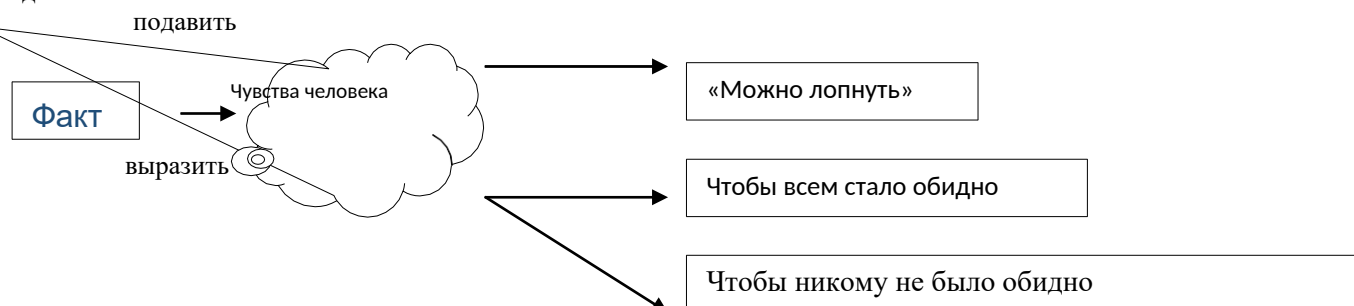 подавить
Чувства человека
«Можно лопнуть»
Факт
выразить
Чтобы всем стало обидно
Чтобы никому не было обидно